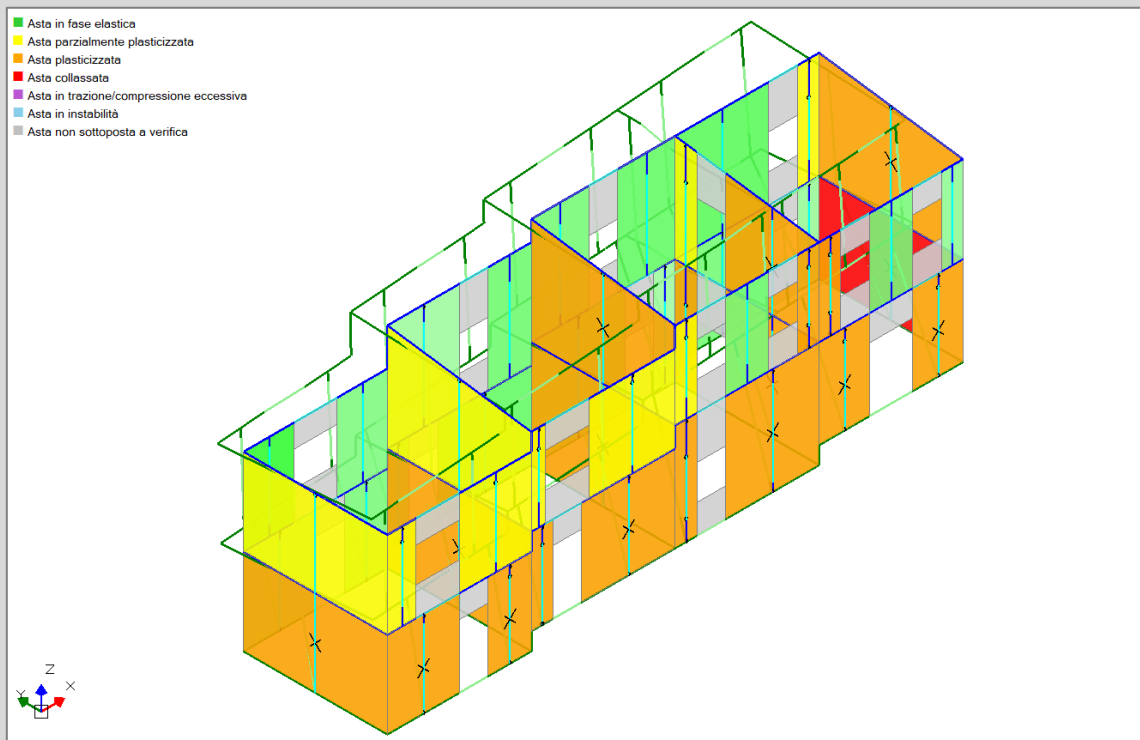 Asta in fase elastica
Asta parzialmente plasticizzata
Asta plasticizzata
Asta collassata
Asta in trazione/compressione eccessiva
Asta in instabilità
Asta non sottoposta a verifica
Z
Y
X